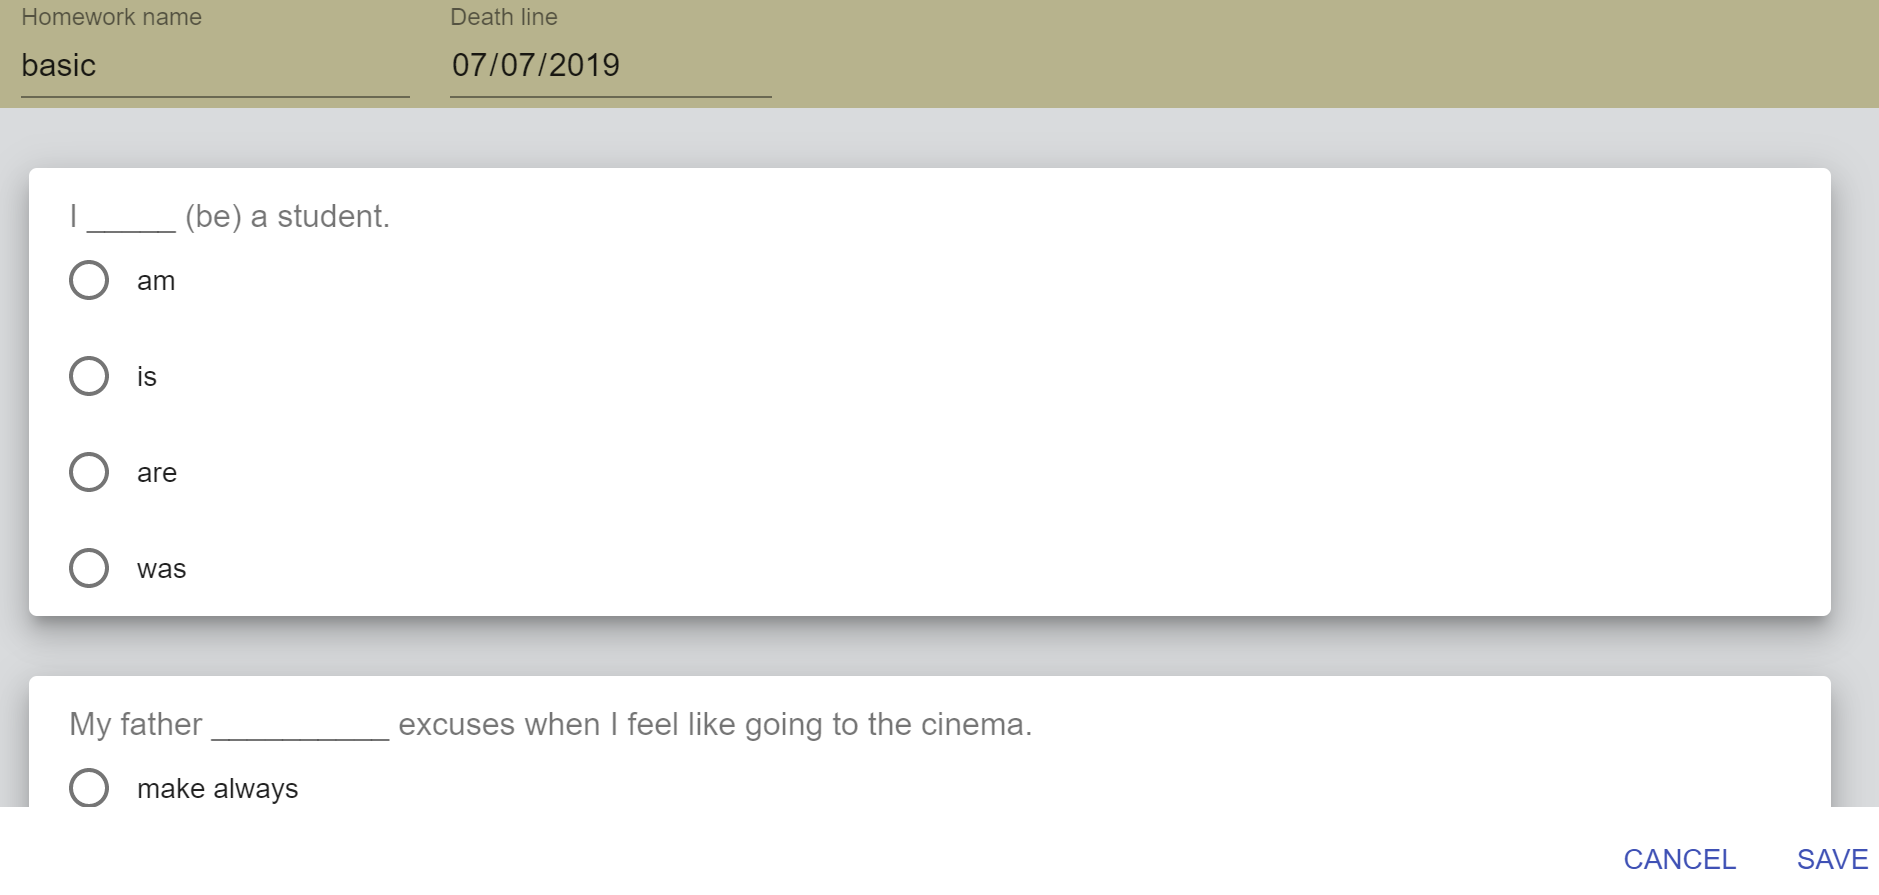 Homework name
Death line
basic
07/07/2019
I _____ (be) a student.
am
is
are
was
My father __________ excuses when I feel like going to the cinema.
make always
CANCEL
SAVE